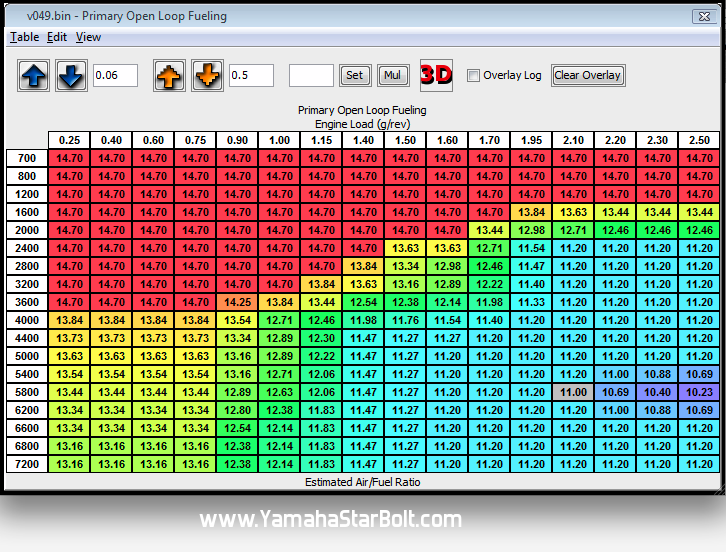 v049.bin - Primary Open Loop Fueling
Table Edit View
0.06 0.5 Set Mul 3D Overlay Log Clear Overlay
Primary Open Loop Fueling
Engine Load (g/rev)
0.25 0.40 0.60 0.75 0.90 1.00 1.15 1.40 1.50 1.60 1.70 1.95 2.10 2.20 2.30 2.50
700 14.70 14.70 14.70 14.70 14.70 14.70 14.70 14.70 14.70 14.70 14.70 14.70 14.70 14.70 14.70 14.70
800 14.70 14.70 14.70 14.70 14.70 14.70 14.70 14.70 14.70 14.70 14.70 14.70 14.70 14.70 14.70 14.70
1200 14.70 14.70 14.70 14.70 14.70 14.70 14.70 14.70 14.70 14.70 14.70 14.70 14.70 14.70 14.70 14.70
1600 14.70 14.70 14.70 14.70 14.70 14.70 14.70 14.70 14.70 14.70 14.70 13.84 13.63 13.44 13.44 13.44
2000 14.70 14.70 14.70 14.70 14.70 14.70 14.70 14.70 14.70 14.70 13.44 12.98 12.71 12.46 12.46 12.46
2400 14.70 14.70 14.70 14.70 14.70 14.70 14.70 14.70 13.63 13.63 12.71 11.54 11.20 11.20 11.20 11.20
2800 14.70 14.70 14.70 14.70 14.70 14.70 14.70 13.84 13.34 12.98 12.46 11.47 11.20 11.20 11.20 11.20
3200 14.70 14.70 14.70 14.70 14.70 14.70 13.84 13.63 13.16 12.89 12.22 11.40 11.20 11.20 11.20 11.20
3600 14.70 14.70 14.70 14.70 14.25 13.84 13.44 12.54 12.38 12.14 11.98 11.33 11.20 11.20 11.20 11.20
4000 13.84 13.84 13.84 13.84 13.54 12.71 12.46 11.98 11.76 11.54 11.40 11.20 11.20 11.20 11.20 11.20
4400 13.73 13.73 13.73 13.73 13.34 12.89 12.30 11.47 11.27 11.27 11.20 11.20 11.20 11.20 11.20 11.20
5000 13.63 13.63 13.63 13.63 13.16 12.89 12.22 11.47 11.27 11.20 11.20 11.20 11.20 11.20 11.20 11.20
5400 13.54 13.54 13.54 13.54 13.16 12.71 12.06 11.47 11.27 11.20 11.20 11.20 11.20 11.00 10.88 10.69
5800 13.44 13.44 13.44 13.44 12.89 12.63 12.06 11.47 11.27 11.20 11.20 11.20 11.00 10.69 10.40 10.23
6200 13.34 13.34 13.34 13.34 12.80 12.38 11.83 11.47 11.27 11.20 11.20 11.20 11.20 11.00 10.88 10.69
6600 13.34 13.34 13.34 13.34 12.54 12.14 11.83 11.47 11.27 11.20 11.20 11.20 11.20 11.20 11.20 11.20
6800 13.16 13.16 13.16 13.16 12.38 12.14 11.83 11.47 11.27 11.20 11.20 11.20 11.20 11.20 11.20 11.20
7200 13.16 13.16 13.16 13.16 12.38 12.14 11.83 11.47 11.27 11.20 11.20 11.20 11.20 11.20 11.20 11.20
Estimated Air/Fuel Ratio
www.YamahaStarBolt.com